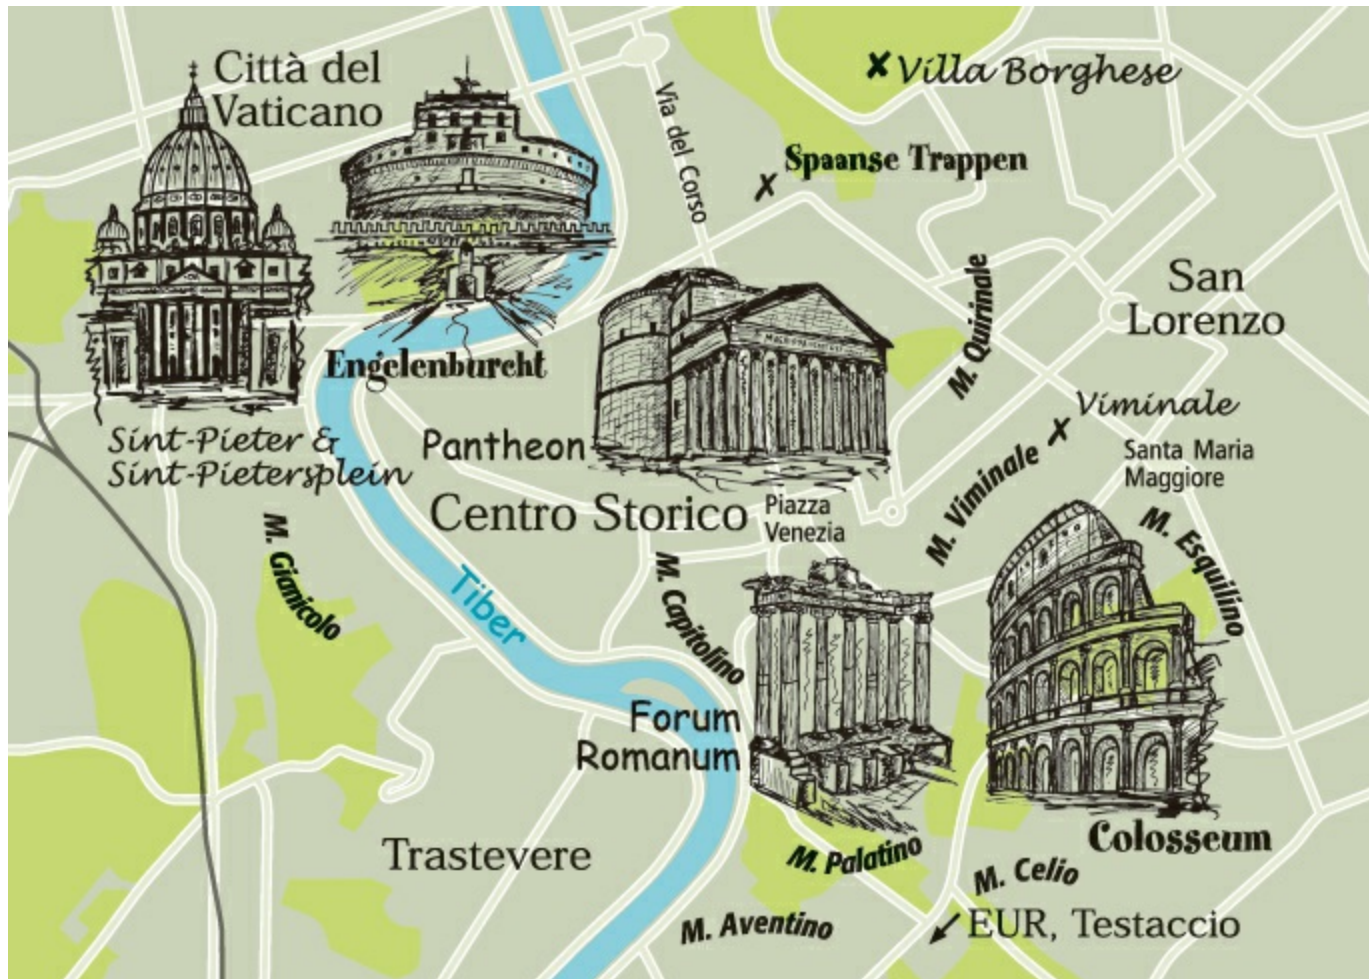 Città del
Vaticano
Villa Borghese
Via del Corso
Spaanse Trappen
San
Lorenzo
M. Quirinale
Engelenburcht
Viminale
Pantheon
Sint-Pieter &
Sint-Pietersplein
M. Viminale
Santa Maria
Maggiore
Centro Storico
Piazza
Venezia
M. Esquilino
M. Gianicolo
Tiber
M. Capitolino
Forum
Romanum
Colosseum
Trastevere
M. Palatino
M. Celio
M. Aventino
EUR, Testaccio